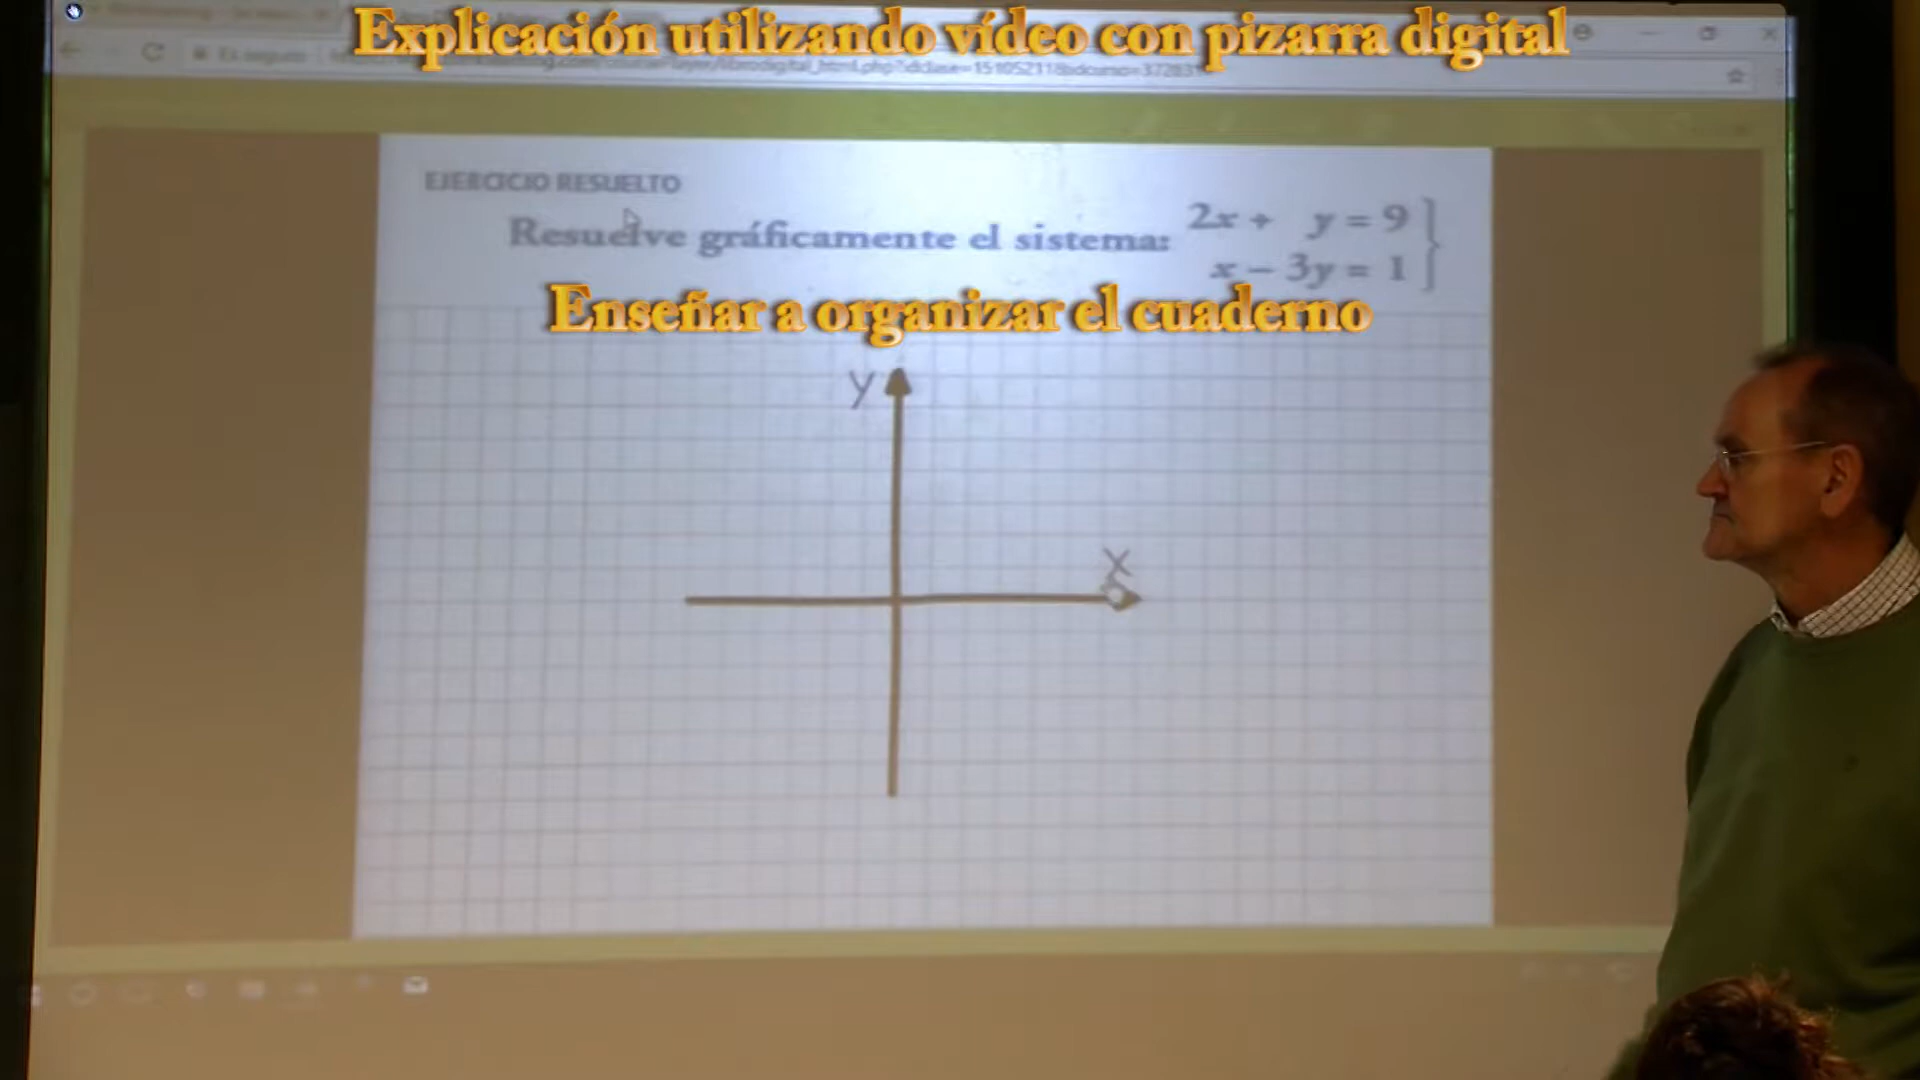 Explicación utilizando vídeo con pizarra digital
EJERCICIO RESUELTO
Resuelve gráficamente el sistema:
2x + y = 9
x − 3y = 1
Enseñar a organizar el cuaderno
y
X